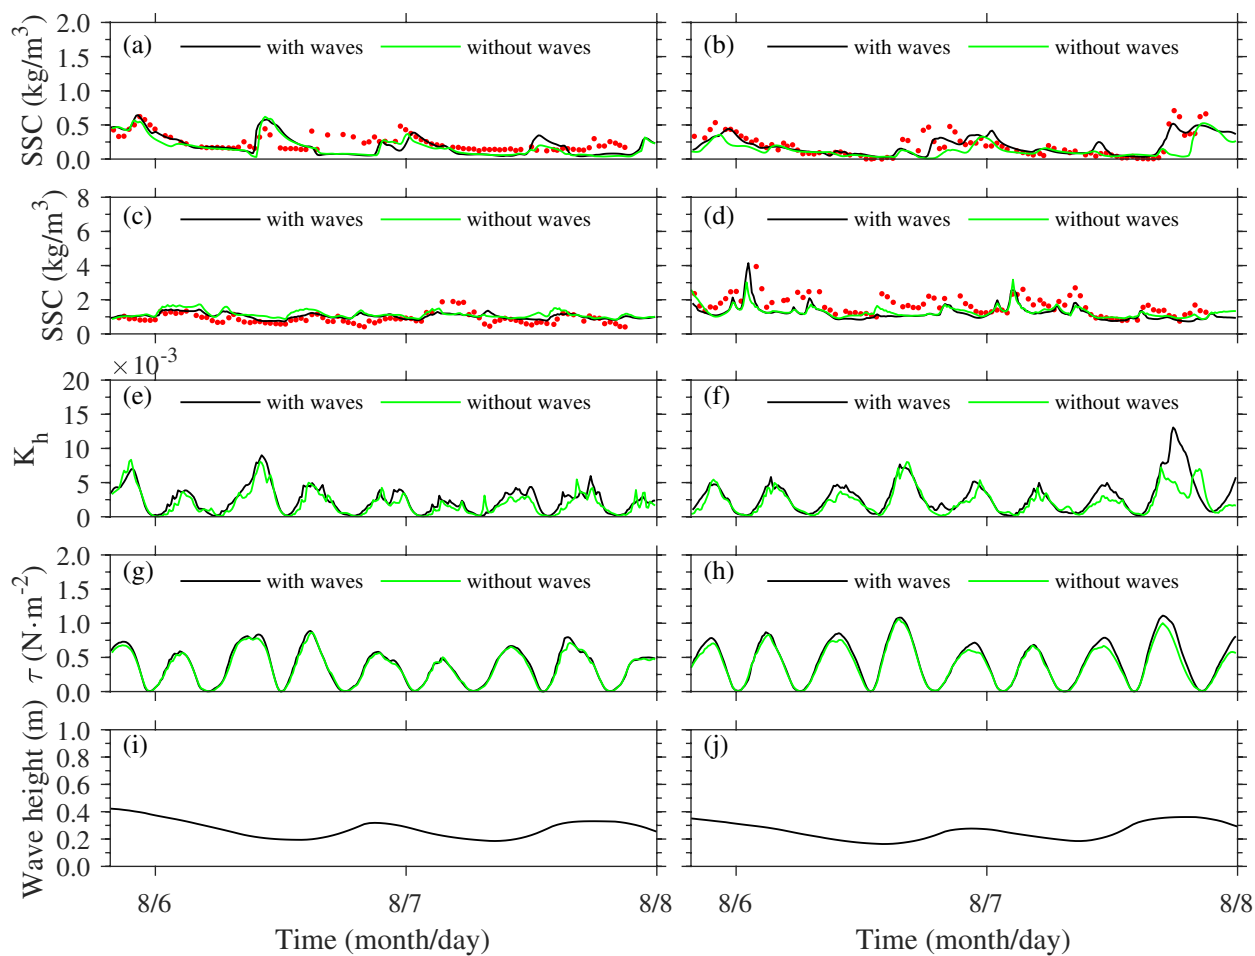 2.0
1.5
1.0
0.5
0.0
SSC (kg/m³)
(a) with waves without waves
(b) with waves without waves
8
6
4
2
0
SSC (kg/m³)
(c) with waves without waves
(d) with waves without waves
×10⁻³
20
15
10
5
0
K_h
(e) with waves without waves
(f) with waves without waves
2.0
1.5
1.0
0.5
0.0
τ (N·m⁻²)
(g) with waves without waves
(h) with waves without waves
1.0
0.8
0.6
0.4
0.2
0.0
Wave height (m)
(i)
(j)
8/6 8/7 8/8
8/6 8/7 8/8
Time (month/day)
Time (month/day)